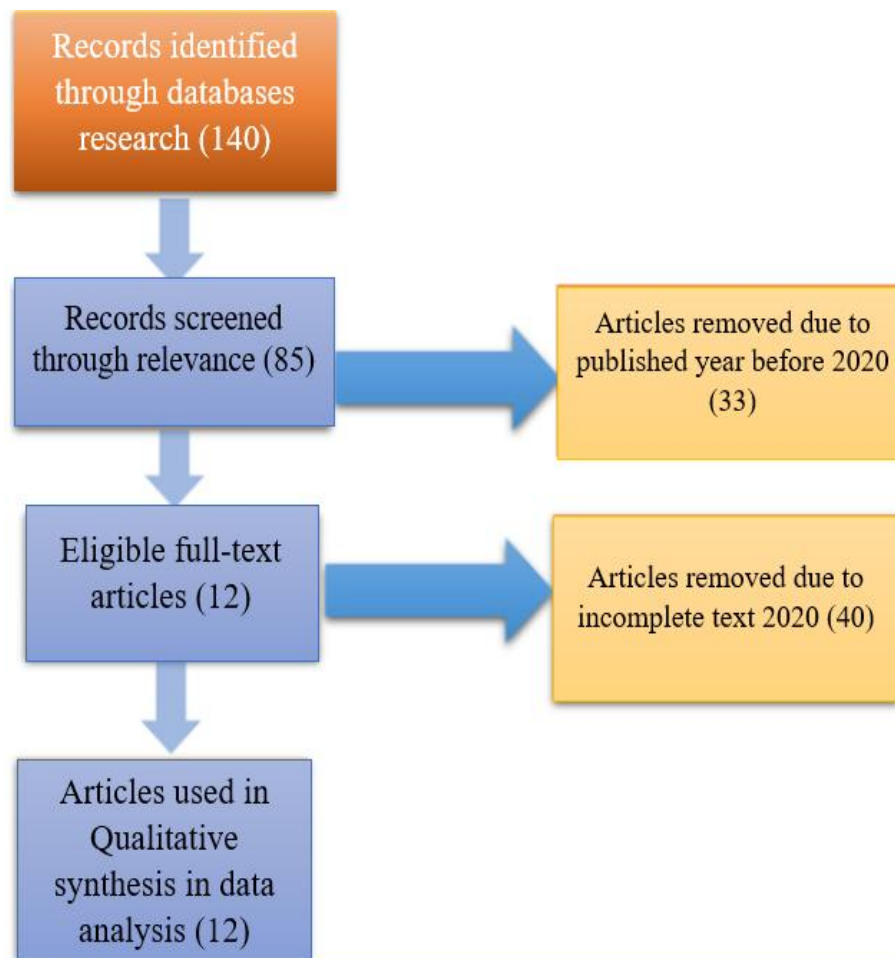 Records identified
through databases
research (140)
Records screened
through relevance (85)
Articles removed due to
published year before 2020
(33)
Eligible full-text
articles (12)
Articles removed due to
incomplete text 2020 (40)
Articles used in
Qualitative
synthesis in data
analysis (12)